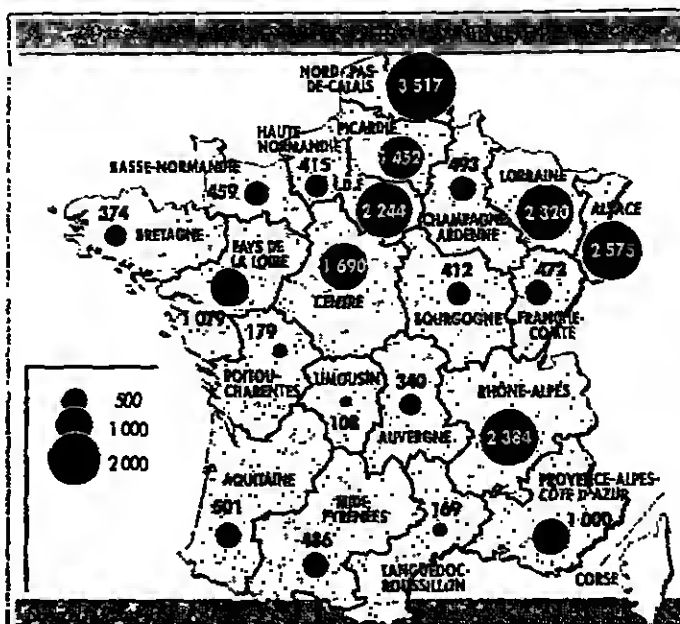 NORD-PAS-
DE-CALAIS
3 517
HAUTE
NORMANDIE
415
PICARDIE
1 452
BASSE-NORMANDIE
459
I.D.F.
2 244
493
CHAMPAGNE
ARDENNE
LORRAINE
2 320
ALSACE
2 575
374
BRETAGNE
PAYS DE
LA LOIRE
1 079
1 690
CENTRE
412
BOURGOGNE
472
FRANCHE-
COMTÉ
179
POITOU-
CHARENTES
LIMOUSIN
102
340
AUVERGNE
RHÔNE-ALPES
2 384
500
1 000
2 000
AQUITAINE
501
MIDI-
PYRÉNÉES
486
169
LANGUEDOC
ROUSSILLON
PROVENCE-ALPES-
CÔTE D'AZUR
1 000
CORSE